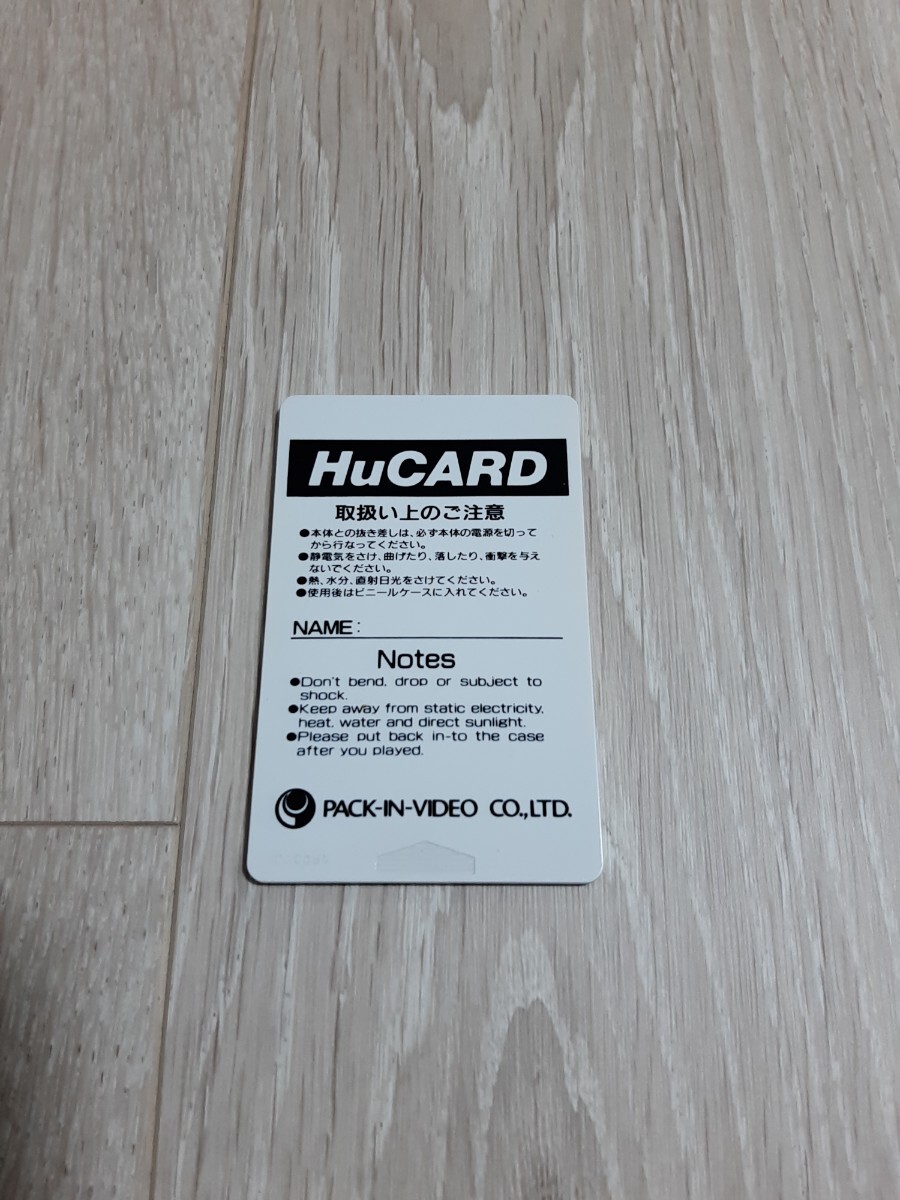 HuCARD
取扱い上のご注意
●本体との抜き差しは、必ず本体の電源を切って
から行なってください。
●静電気をさけ、曲げたり、落したり、衝撃を与え
ないでください。
●熱、水分、直射日光をさけてください。
●使用後はビニールケースに入れてください。
NAME:
Notes
●Don't bend, drop or subject to
shock.
●Keep away from static electricity,
heat, water and direct sunlight.
●Please put back in-to the case
after you played.
PACK-IN-VIDEO CO.,LTD.